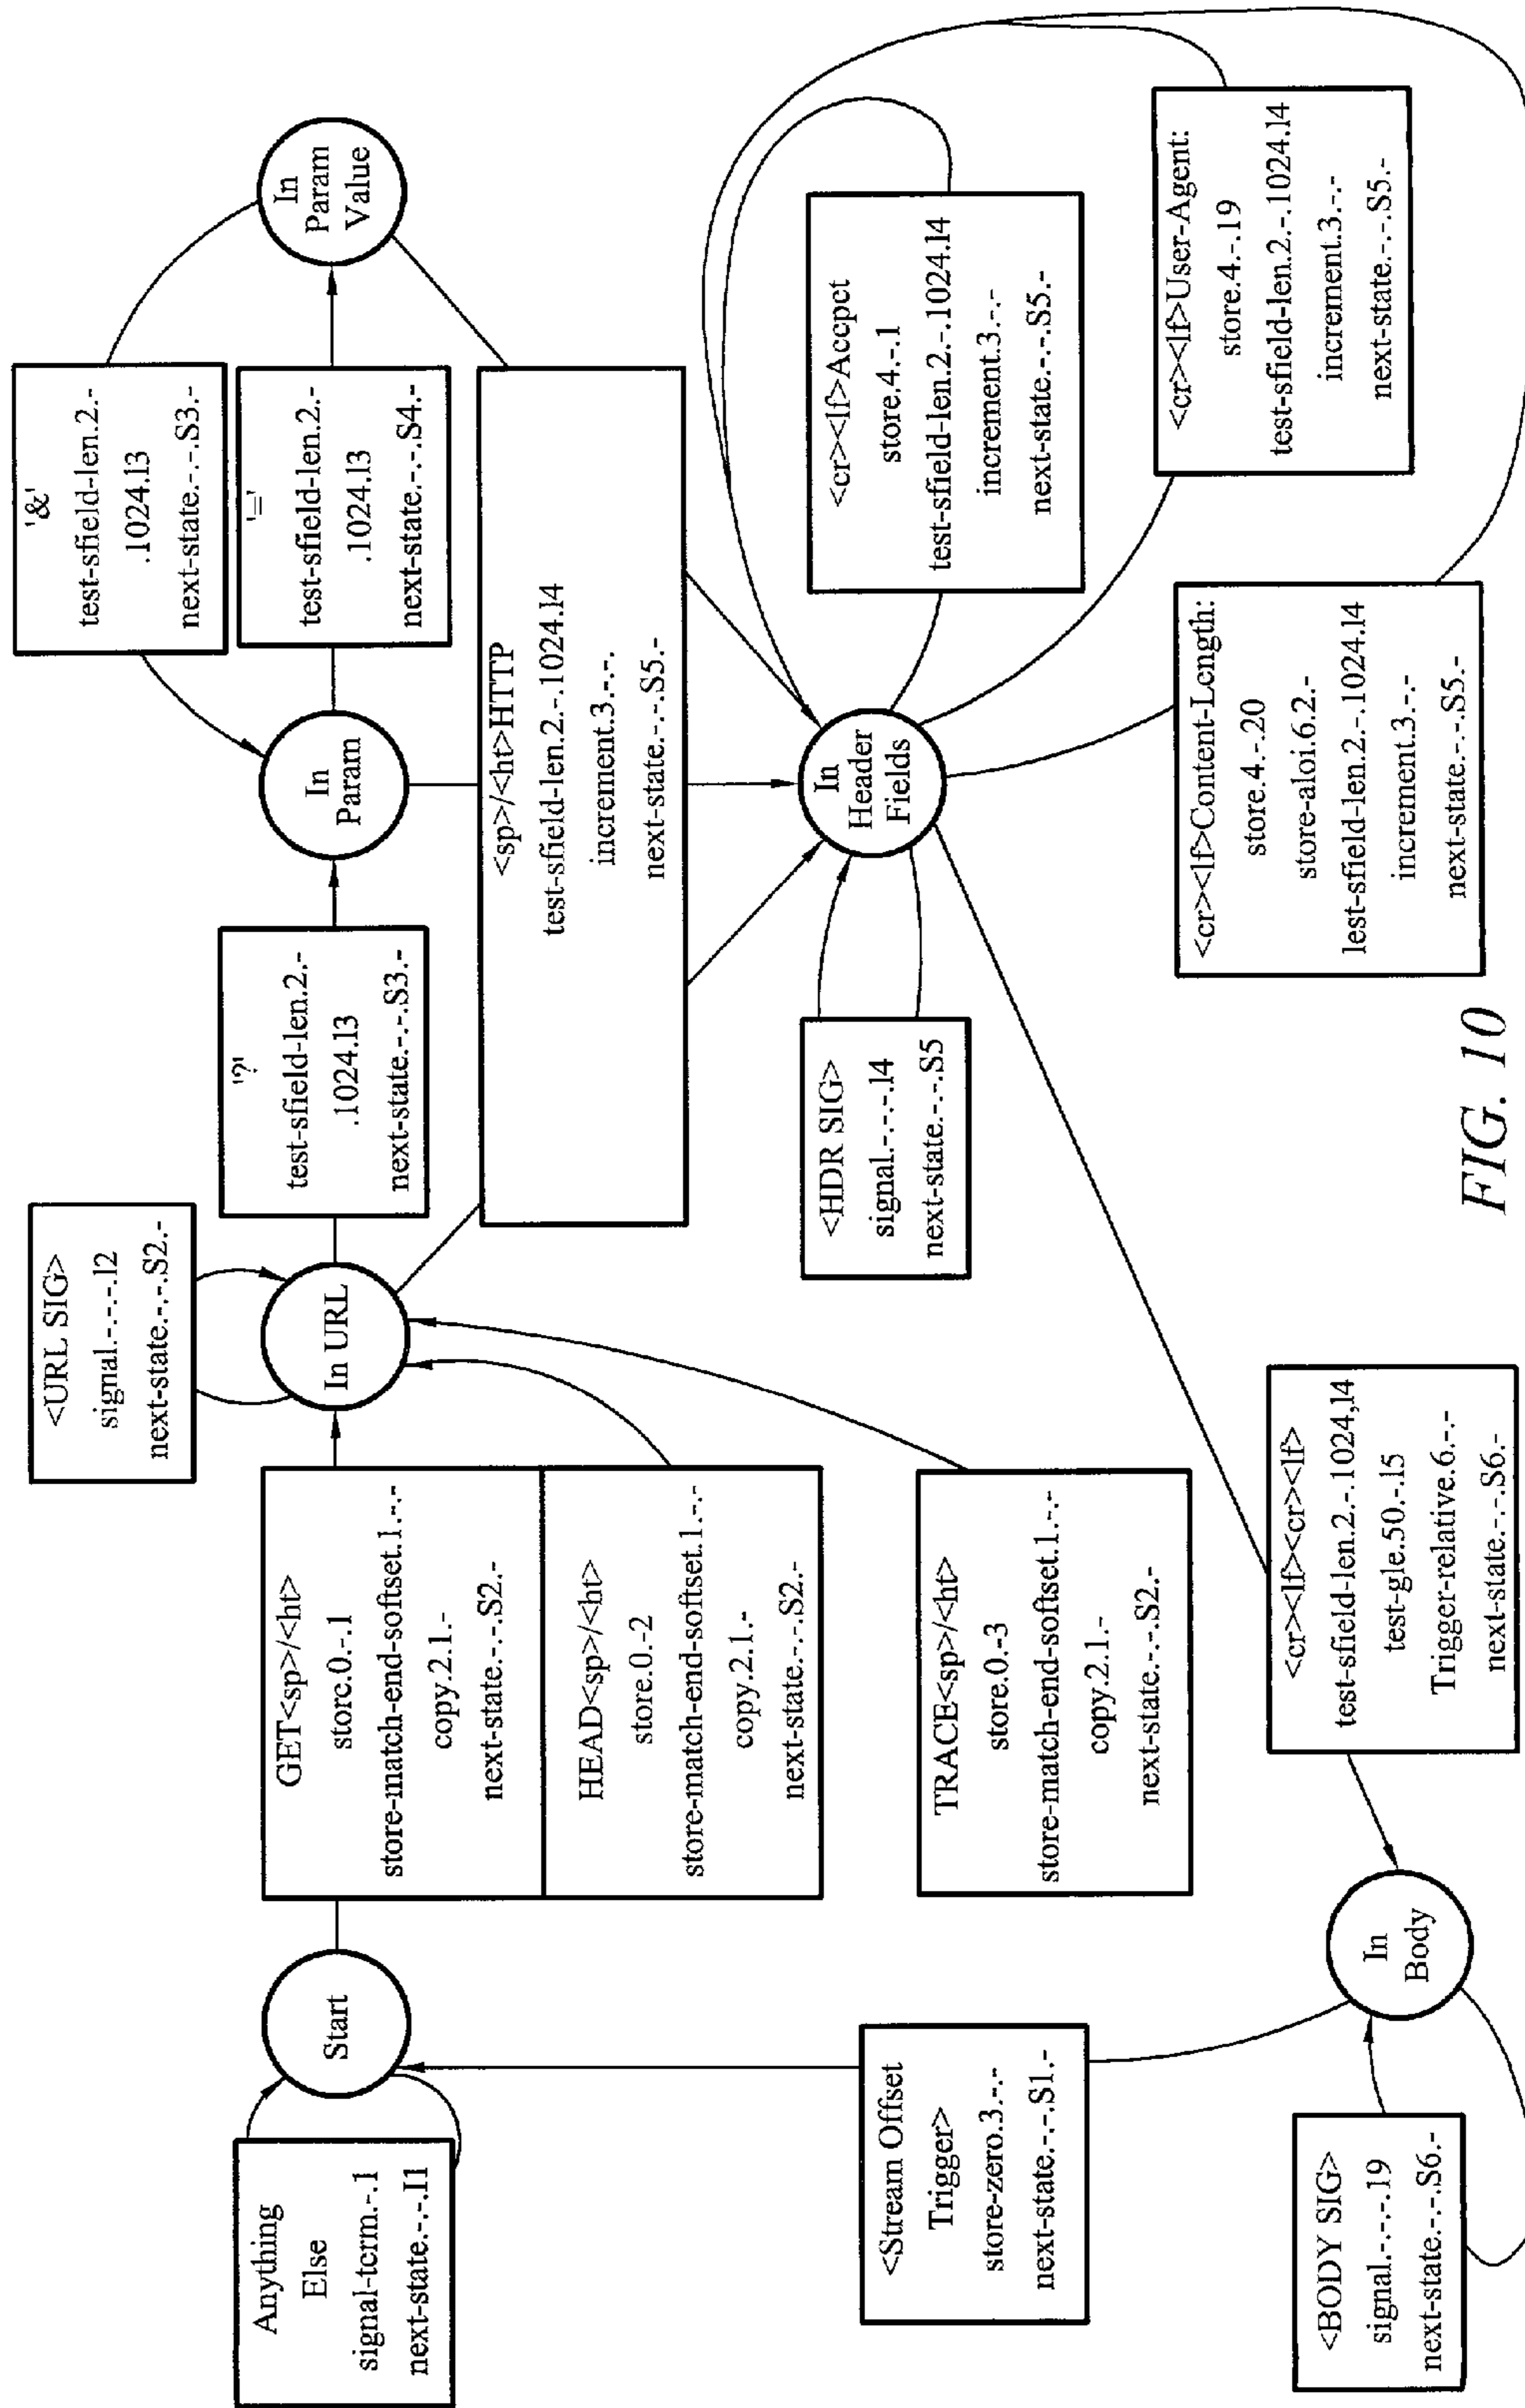 Anything
Else
signal-term.-.1
next-state.-.-.I1
Start
GET<sp>/<ht>
store.0.-.1
store-match-end-softset.1.-.-
copy.2.1.-
next-state.-.-.S2.-
HEAD<sp>/<ht>
store.0.-2
store-match-end-softset.1.-.-
copy.2.1.-
next-state.-.-.S2.-
TRACE<sp>/<ht>
store.0.-3
store-match-end-softset.1.-.-
copy.2.1.-
next-state.-.-.S2.-
<URL SIG>
signal.-.-.-.l2
next-state.-.-.S2.-
In URL
'?'
test-sfield-len.2.-
.1024.l3
next-state.-.-.S3.-
In
Param
'&'
test-sfield-len.2.-
.1024.l3
next-state.-.-.S3.-
'='
test-sfield-len.2.-
.1024.l3
next-state.-.-.S4.-
In
Param
Value
<sp>/<ht>HTTP
test-sfield-len.2.-.1024.l4
increment.3.-.-.
next-state.-.-.S5.-
<HDR SIG>
signal.-.-.-.l4
next-state.-.-.S5
In
Header
Fields
<cr><lf>Accpct
store.4.-.1
test-sfield-len.2.-.1024.l4
increment.3.-.-
next-state.-.-.S5.-
<cr><lf>User-Agent:
store.4.-.19
test-sfield-len.2.-.1024.l4
increment.3.-.-
next-state.-.-.S5.-
<cr><lf>Content-Length:
store.4.-.20
store-aloi.6.2.-
lest-sfield-len.2.-.1024.l4
increment.3.-.-
next-state.-.-.S5.-
<cr><lf><cr><lf>
test-sfield-len.2.-.1024,l4
test-gle.50.-.l5
Trigger-relative.6.-.-
next-state.-.-.S6.-
<Stream Offset
Trigger>
store-zero.3.-.-
next-state.-.-.S1.-
In
Body
<BODY SIG>
signal.-.-.-.l9
next-state.-.-.S6.-
FIG. 10